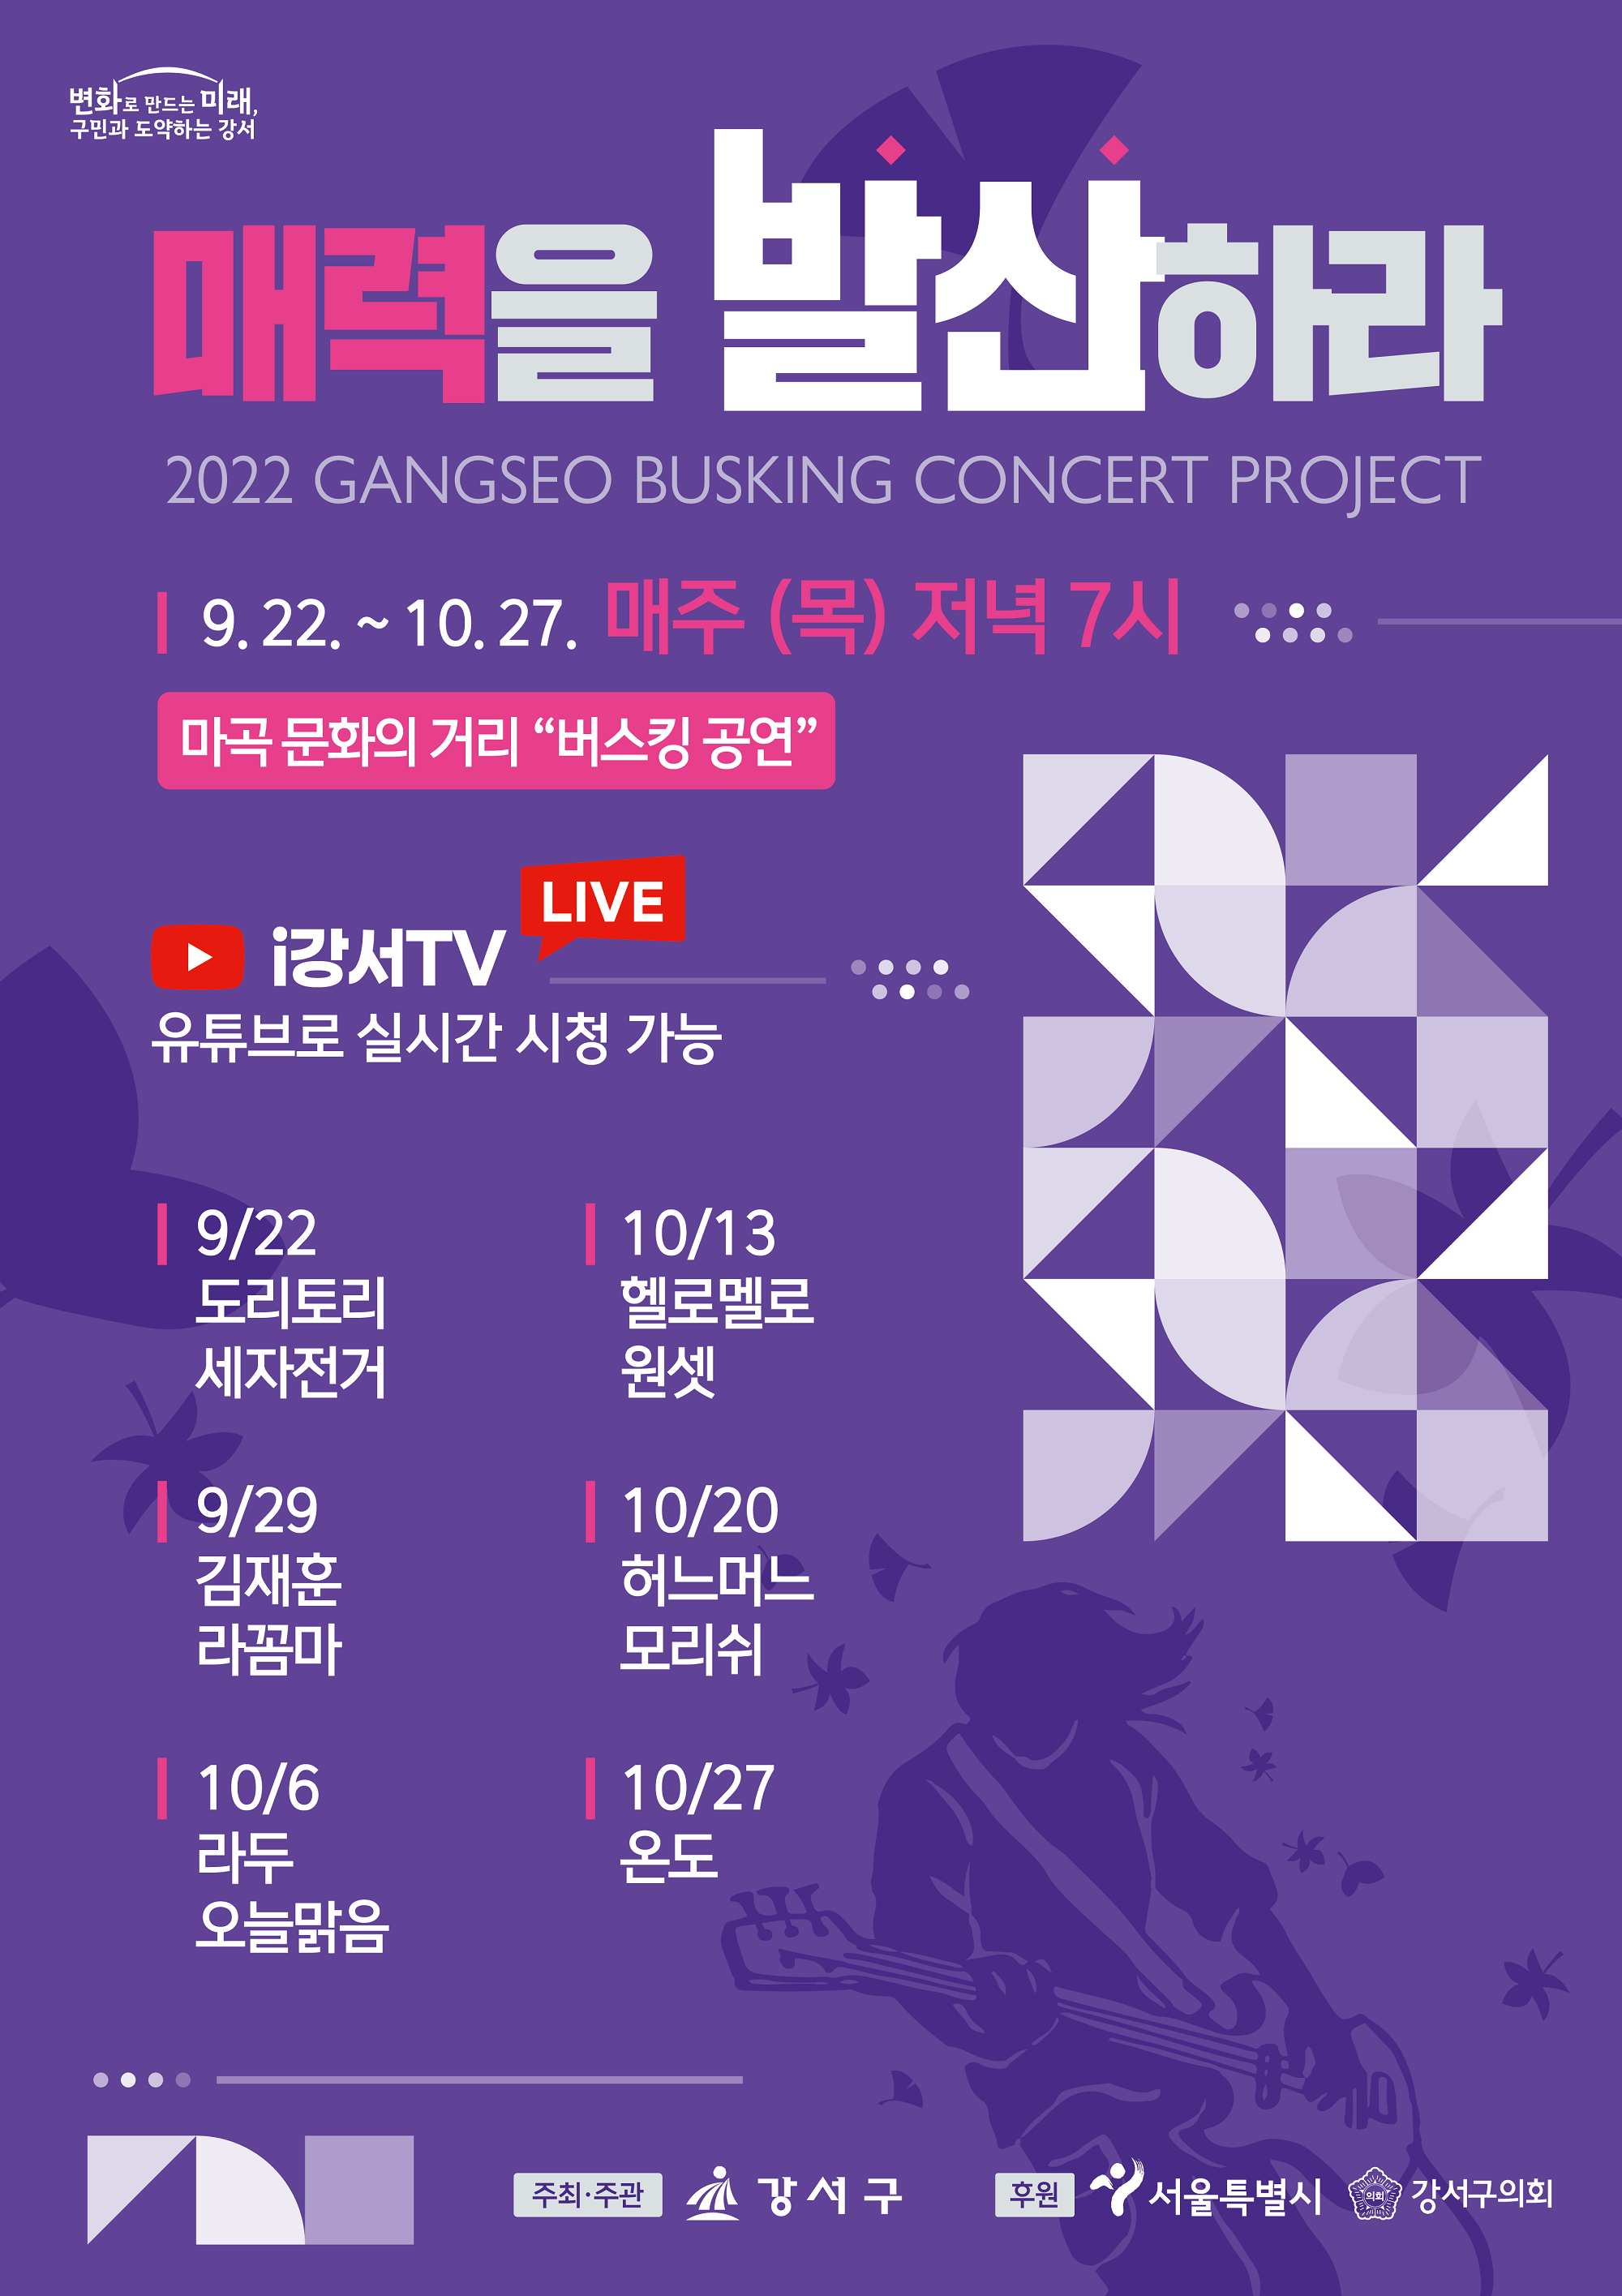 변화로 만드는 미래,
구민과 도약하는 강서
매력을 발산하라
2022 GANGSEO BUSKING CONCERT PROJECT
9. 22. ~ 10. 27. 매주 (목) 저녁 7시
마곡 문화의 거리 “버스킹 공연”
LIVE
i강서TV
유튜브로 실시간 시청 가능
9/22
도리토리
세자전거
9/29
김재훈
라꼼마
10/6
라두
오늘맑음
10/13
헬로멜로
원셋
10/20
허느머느
모리쉬
10/27
온도
주최·주관 강서구 후원 서울특별시 의회 강서구의회